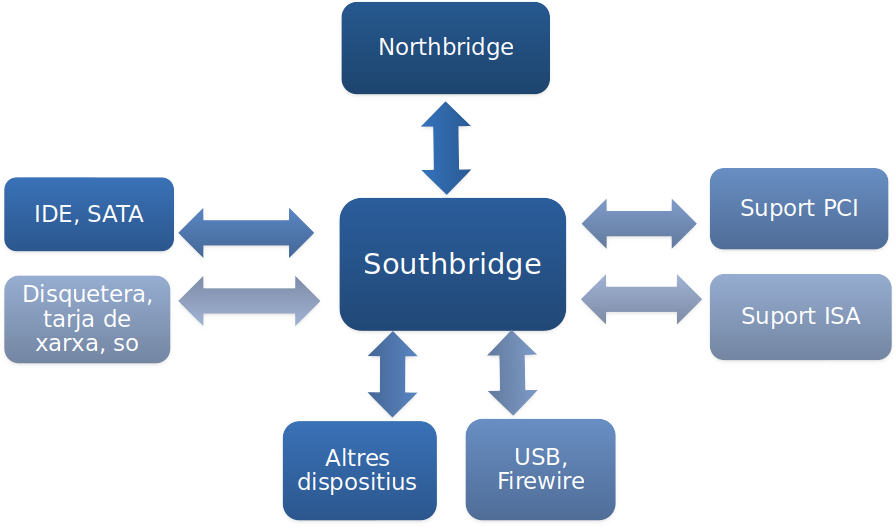 Northbridge
IDE, SATA
Suport PCI
Southbridge
Disquetera,
tarja de
xarxa, so
Suport ISA
Altres
dispositius
USB,
Firewire